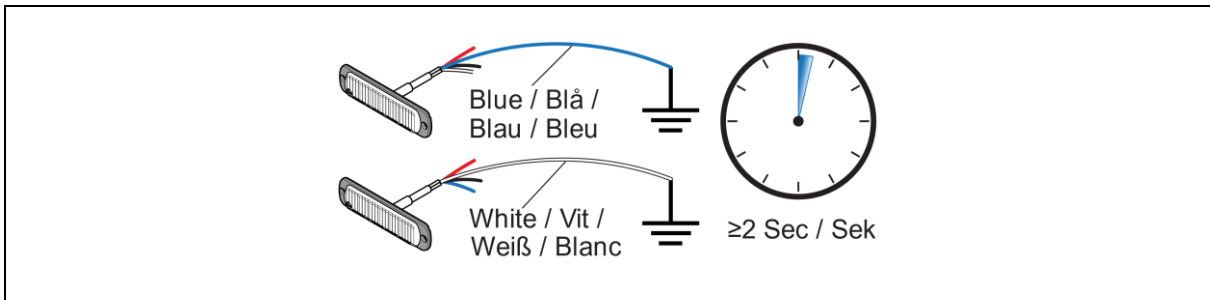 Blue / Blå /
Blau / Bleu
White / Vit /
Weiß / Blanc
≥2 Sec / Sek